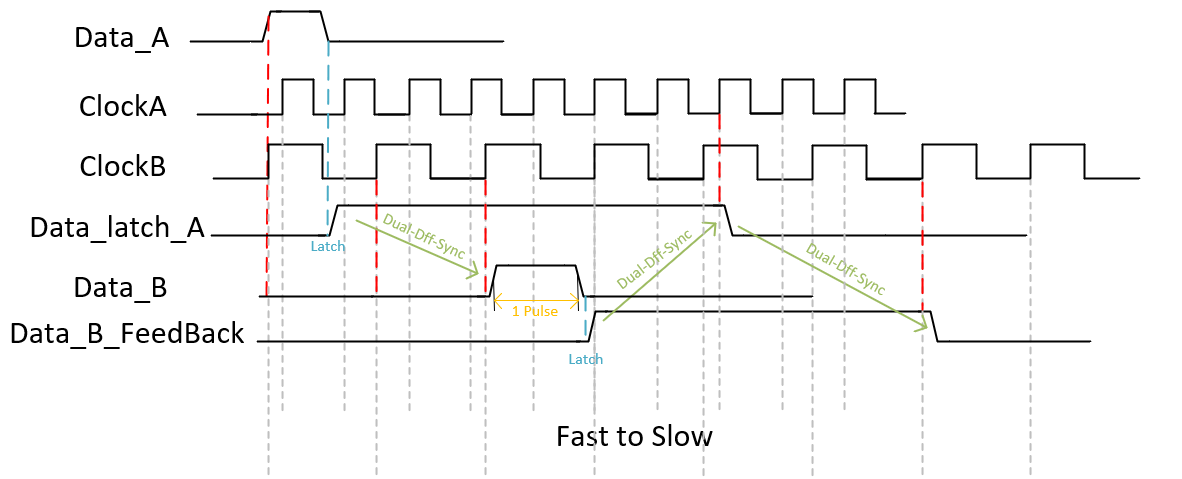 Data_A
ClockA
ClockB
Data_latch_A
Latch
Dual-Dff-Sync
Dual-Dff-Sync
Dual-Dff-Sync
Data_B
1 Pulse
Data_B_FeedBack
Latch
Fast to Slow